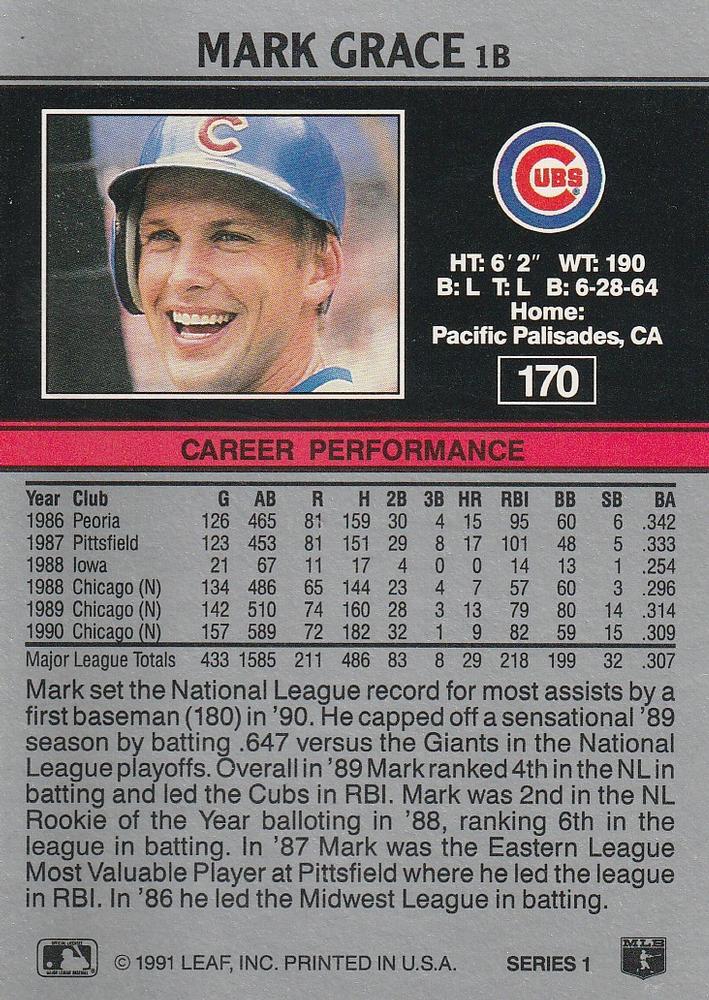 MARK GRACE 1B
C
CUBS ®
HT: 6'2" WT: 190
B: L T: L B: 6-28-64
Home:
Pacific Palisades, CA
170
CAREER PERFORMANCE
Year Club G AB R H 2B 3B HR RBI BB SB BA
1986 Peoria 126 465 81 159 30 4 15 95 60 6 .342
1987 Pittsfield 123 453 81 151 29 8 17 101 48 5 .333
1988 Iowa 21 67 11 17 4 0 0 14 13 1 .254
1988 Chicago (N) 134 486 65 144 23 4 7 57 60 3 .296
1989 Chicago (N) 142 510 74 160 28 3 13 79 80 14 .314
1990 Chicago (N) 157 589 72 182 32 1 9 82 59 15 .309
Major League Totals 433 1585 211 486 83 8 29 218 199 32 .307
Mark set the National League record for most assists by a
first baseman (180) in '90. He capped off a sensational '89
season by batting .647 versus the Giants in the National
League playoffs. Overall in '89 Mark ranked 4th in the NL in
batting and led the Cubs in RBI. Mark was 2nd in the NL
Rookie of the Year balloting in '88, ranking 6th in the
league in batting. In '87 Mark was the Eastern League
Most Valuable Player at Pittsfield where he led the league
in RBI. In '86 he led the Midwest League in batting.
© 1991 LEAF, INC. PRINTED IN U.S.A. SERIES 1
MLB